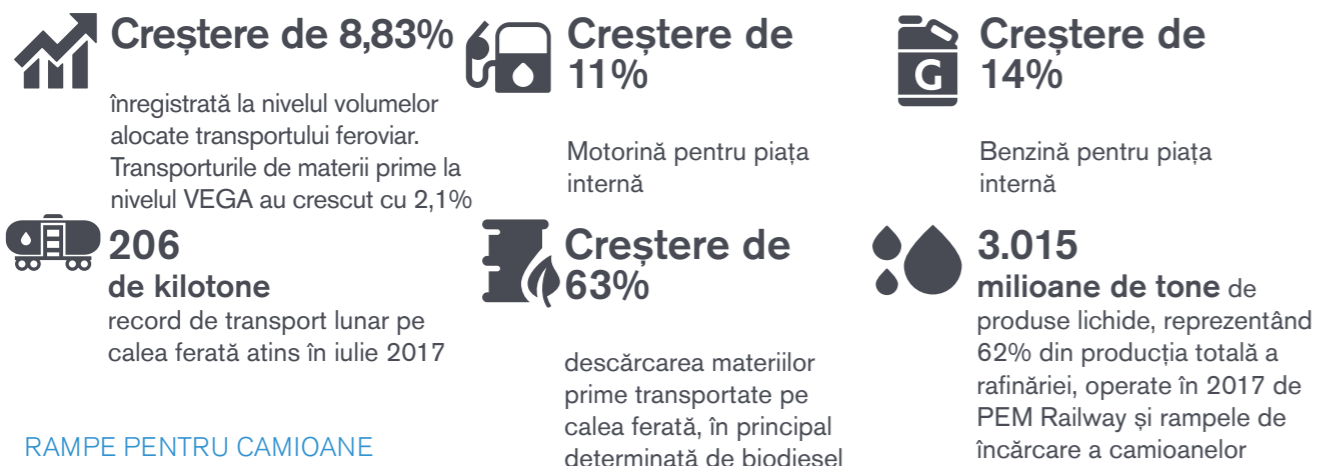 Creștere de 8,83%
înregistrată la nivelul volumelor
alocate transportului feroviar.
Transporturile de materii prime la
nivelul VEGA au crescut cu 2,1%
Creștere de
11%
Motorină pentru piața
internă
G
Creștere de
14%
Benzină pentru piața
internă
206
de kilotone
record de transport lunar pe
calea ferată atins în iulie 2017
Creștere de
63%
descărcarea materiilor
prime transportate pe
calea ferată, în principal
determinată de biodiesel
3.015
milioane de tone de
produse lichide, reprezentând
62% din producția totală a
rafinăriei, operate în 2017 de
PEM Railway și rampele de
încărcare a camioanelor
RAMPE PENTRU CAMIOANE